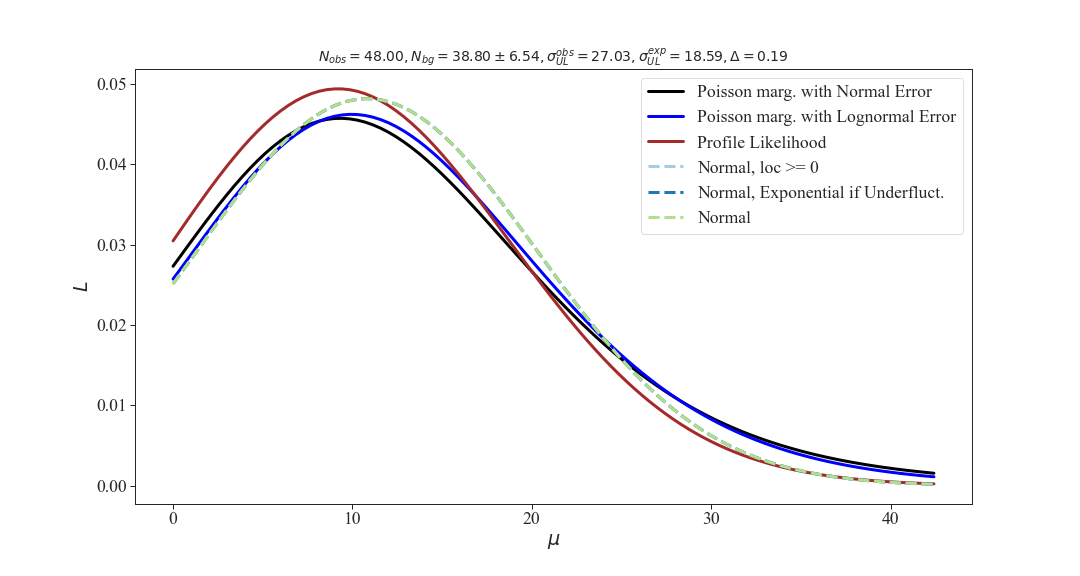 N_obs = 48.00, N_bg = 38.80 ± 6.54, σ_UL^obs = 27.03, σ_UL^exp = 18.59, Δ = 0.19
Poisson marg. with Normal Error
Poisson marg. with Lognormal Error
Profile Likelihood
Normal, loc >= 0
Normal, Exponential if Underfluct.
Normal
0.05
0.04
0.03
0.02
0.01
0.00
L
0 10 20 30 40
μ